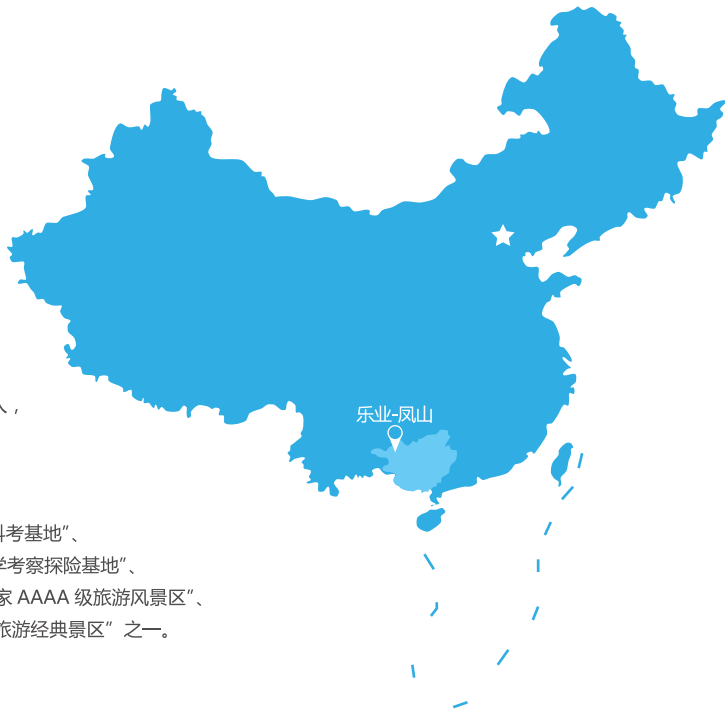 人，
乐业-凤山
科考基地”、
学考察探险基地”、
家 AAAA 级旅游风景区”、
旅游经典景区” 之一。